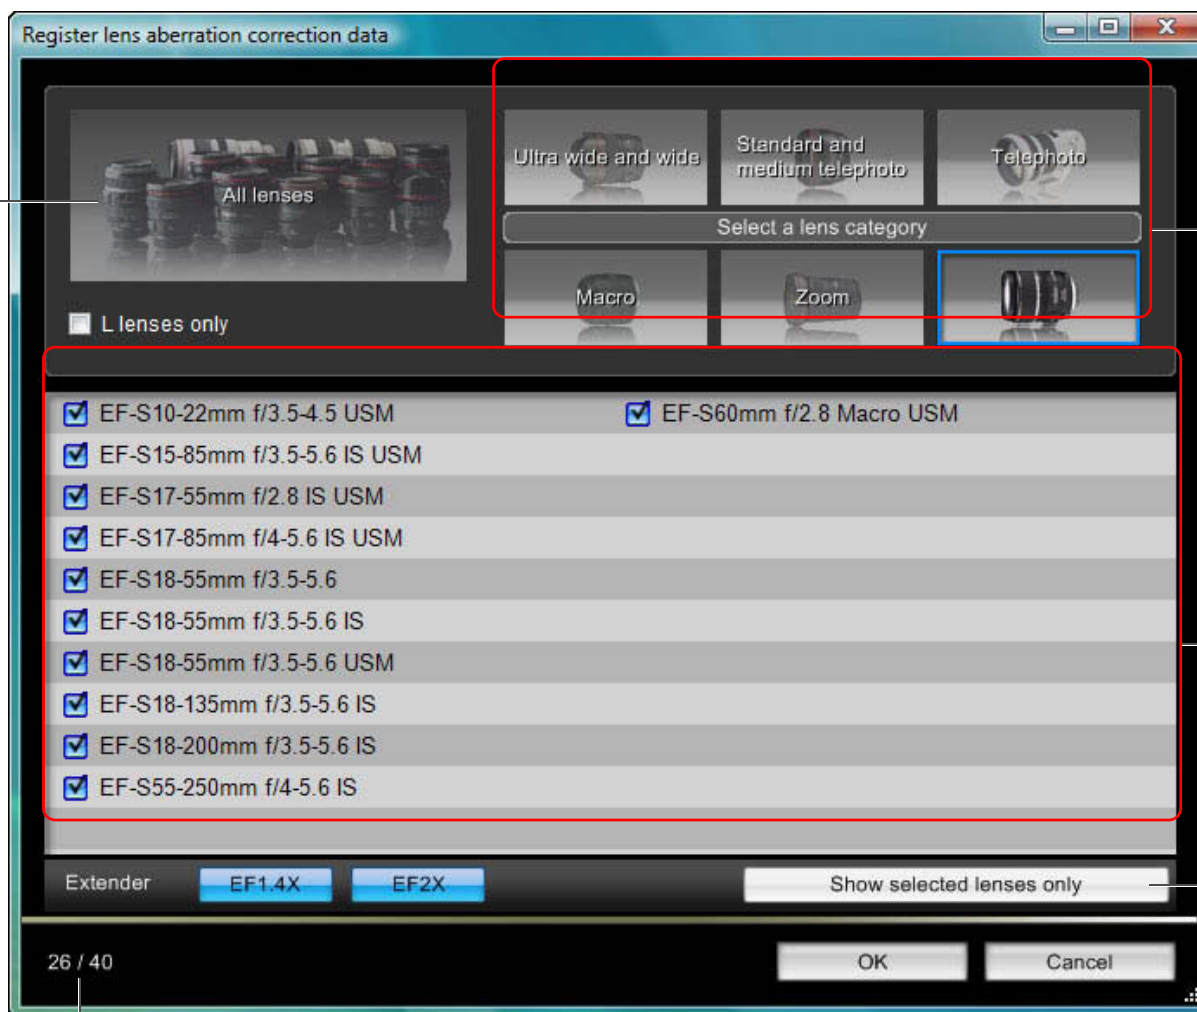 Register lens aberration correction data
All lenses
Ultra wide and wide
Standard and
medium telephoto
Telephoto
Select a lens category
Macro
Zoom
L lenses only
EF-S10-22mm f/3.5-4.5 USM
EF-S60mm f/2.8 Macro USM
EF-S15-85mm f/3.5-5.6 IS USM
EF-S17-55mm f/2.8 IS USM
EF-S17-85mm f/4-5.6 IS USM
EF-S18-55mm f/3.5-5.6
EF-S18-55mm f/3.5-5.6 IS
EF-S18-55mm f/3.5-5.6 USM
EF-S18-135mm f/3.5-5.6 IS
EF-S18-200mm f/3.5-5.6 IS
EF-S55-250mm f/4-5.6 IS
Extender
EF1.4X
EF2X
Show selected lenses only
26 / 40
OK
Cancel